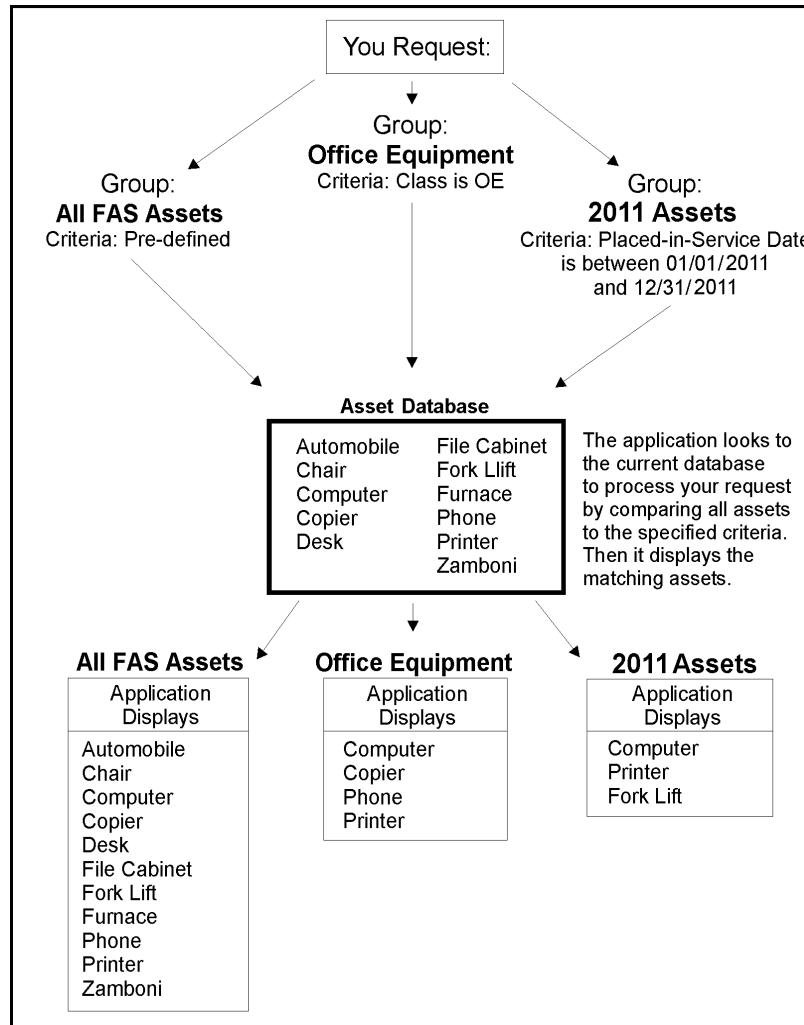 You Request:
Group:
Office Equipment
Criteria: Class is OE
Group:
All FAS Assets
Criteria: Pre-defined
Group:
2011 Assets
Criteria: Placed-in-Service Date
is between 01/01/2011
and 12/31/2011
Asset Database
Automobile
Chair
Computer
Copier
Desk
File Cabinet
Fork Llift
Furnace
Phone
Printer
Zamboni
The application looks to
the current database
to process your request
by comparing all assets
to the specified criteria.
Then it displays the
matching assets.
All FAS Assets
Application
Displays
Automobile
Chair
Computer
Copier
Desk
File Cabinet
Fork Lift
Furnace
Phone
Printer
Zamboni
Office Equipment
Application
Displays
Computer
Copier
Phone
Printer
2011 Assets
Application
Displays
Computer
Printer
Fork Lift